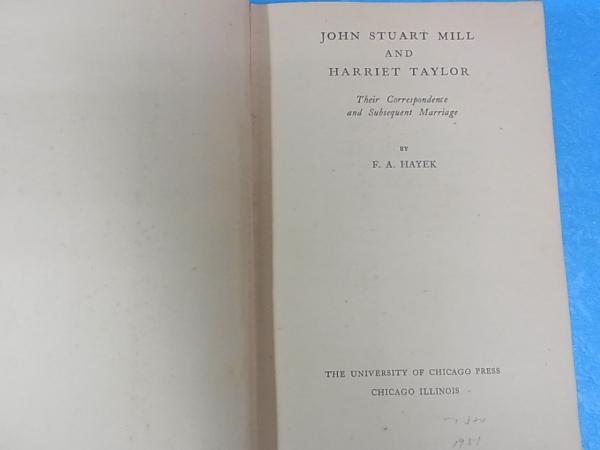 JOHN STUART MILL
AND
HARRIET TAYLOR
Their Correspondence
and Subsequent Marriage
BY
F. A. HAYEK
THE UNIVERSITY OF CHICAGO PRESS
CHICAGO ILLINOIS
1951